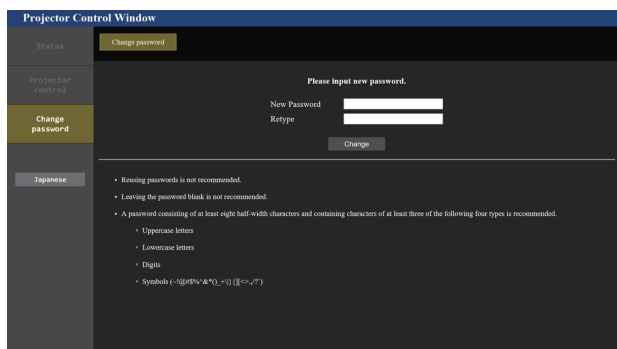 Projector Control Window
Status
Change password
Projector
control
Change
password
Japanese
Please input new password.
New Password
Retype
Change
• Reusing passwords is not recommended.
• Leaving the password blank is not recommended.
• A password consisting of at least eight half-width characters and containing characters of at least three of the following four types is recommended.
Uppercase letters
Lowercase letters
Digits
Symbols (~!@#$%^&*()_+\|}{][<>.,/?`)